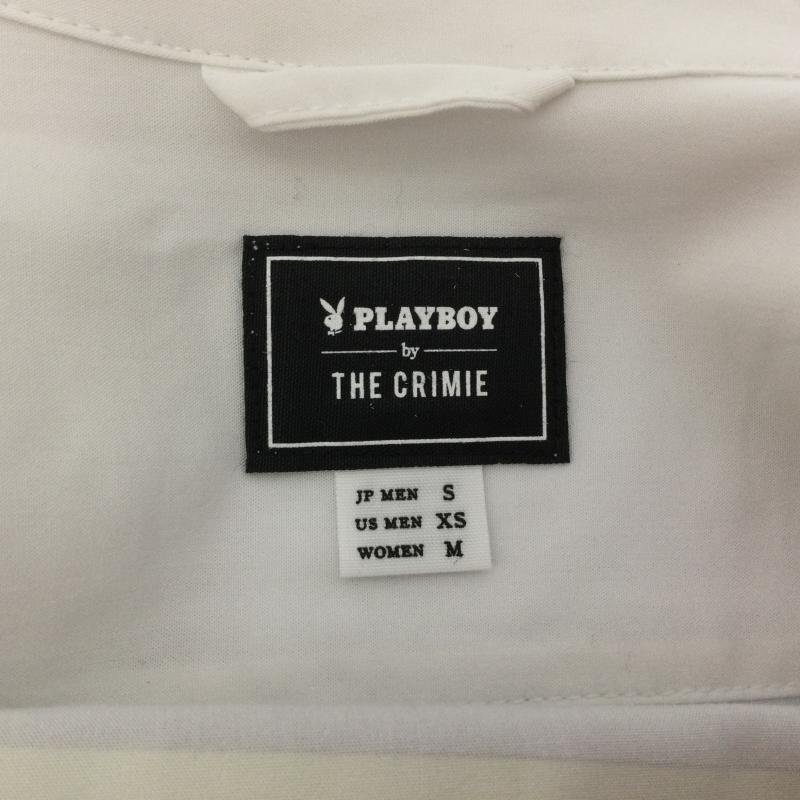 PLAYBOY
by
THE CRIMIE
JP MEN S
US MEN XS
WOMEN M